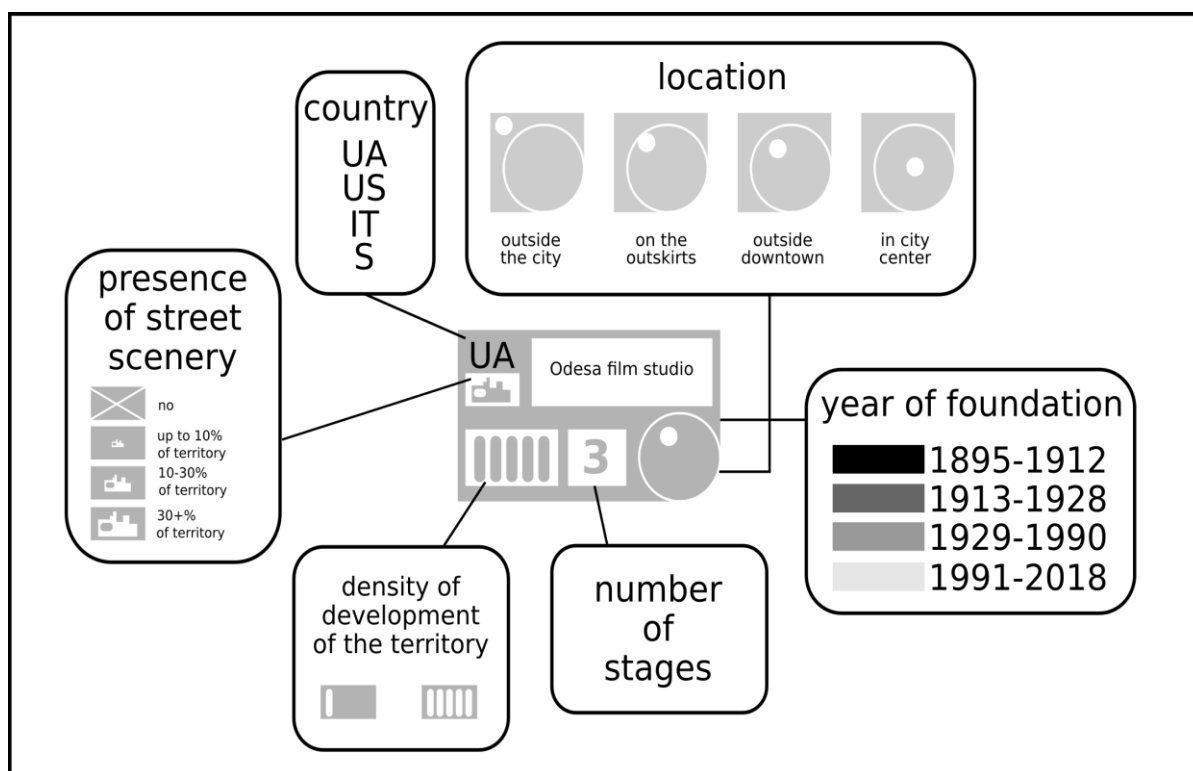 location
outside
the city
on the
outskirts
outside
downtown
in city
center
country
UA
US
IT
S
presence
of street
scenery
no
up to 10%
of territory
10-30%
of territory
30+%
of territory
UA
Odesa film studio
3
year of foundation
1895-1912
1913-1928
1929-1990
1991-2018
density of
development
of the territory
number
of
stages